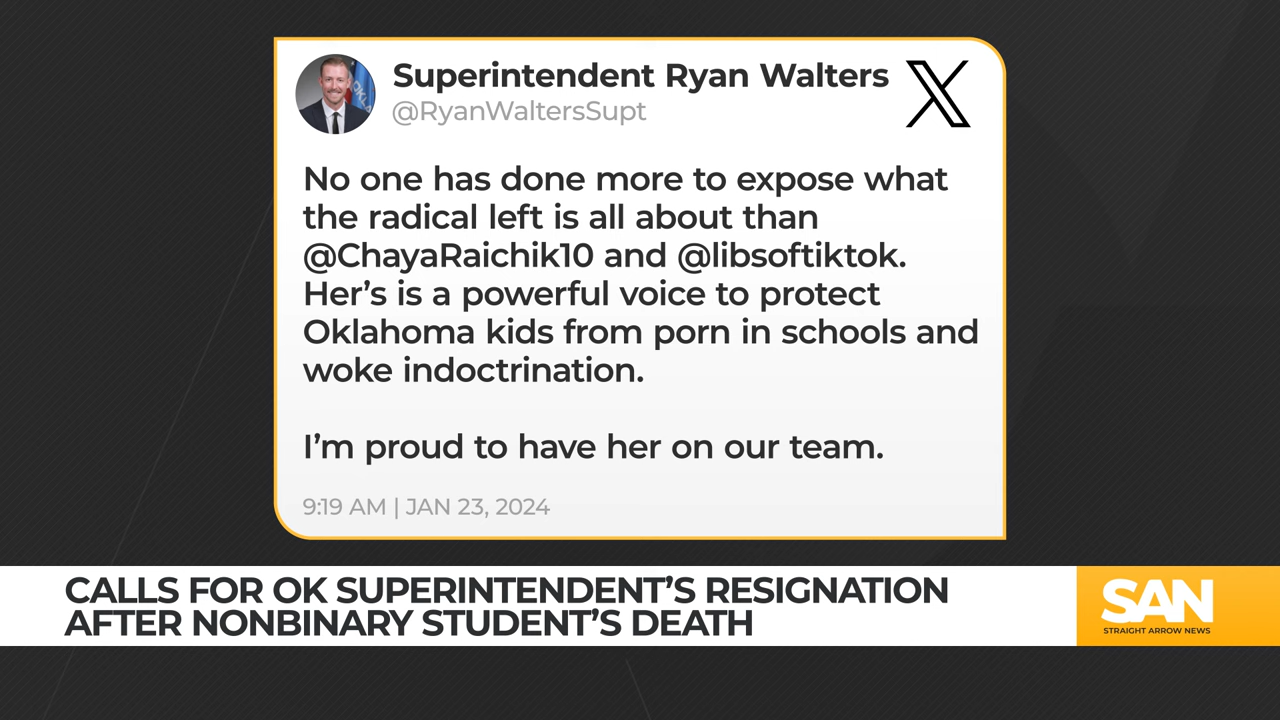 Superintendent Ryan Walters
@RyanWaltersSupt
No one has done more to expose what
the radical left is all about than
@ChayaRaichik10 and @libsoftiktok.
Her’s is a powerful voice to protect
Oklahoma kids from porn in schools and
woke indoctrination.
I’m proud to have her on our team.
9:19 AM | JAN 23, 2024
CALLS FOR OK SUPERINTENDENT’S RESIGNATION
AFTER NONBINARY STUDENT’S DEATH
SAN
STRAIGHT ARROW NEWS